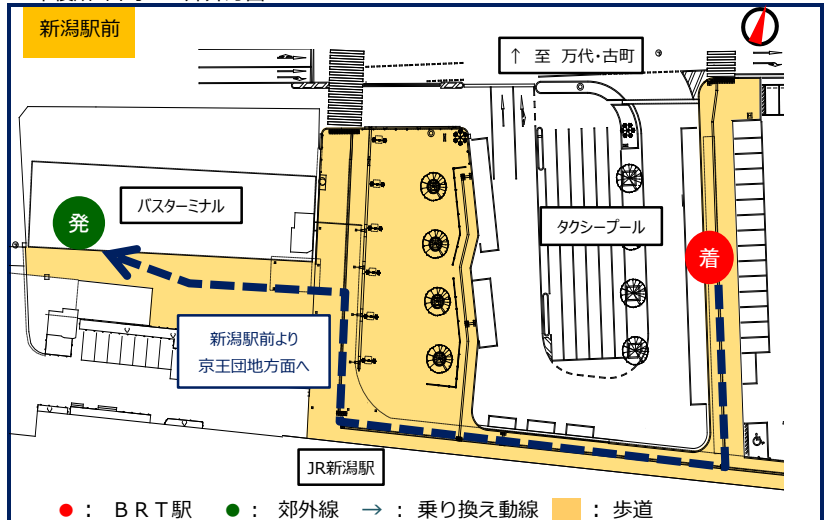 新潟駅前
↑ 至 万代・古町
バスターミナル
発
タクシープール
着
新潟駅前より
京王団地方面へ
JR新潟駅
● : ＢＲＴ駅 ● : 郊外線 → : 乗り換え動線 : 歩道